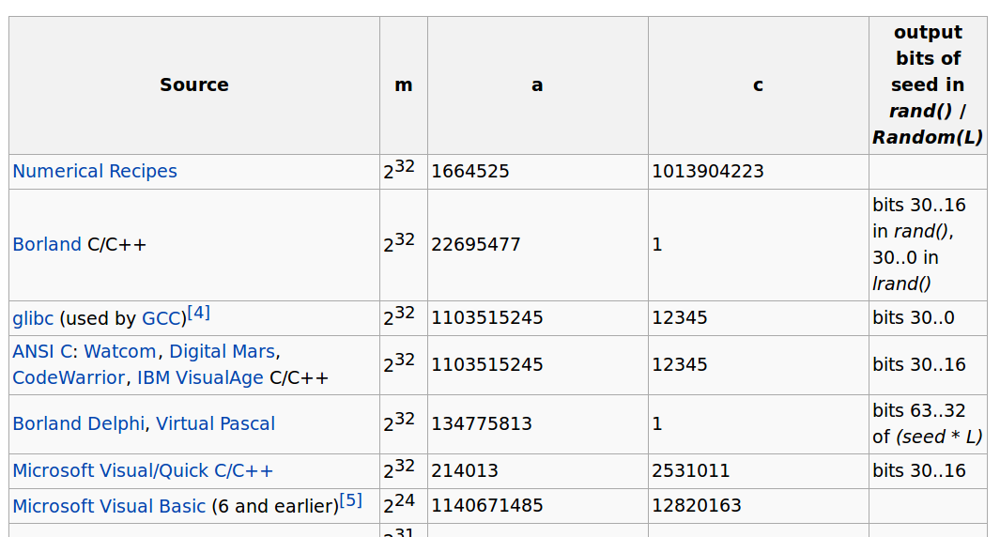 Source m a c output bits of seed in rand() / Random(L)
Numerical Recipes 2^32 1664525 1013904223
Borland C/C++ 2^32 22695477 1 bits 30..16 in rand(), 30..0 in lrand()
glibc (used by GCC)[4] 2^32 1103515245 12345 bits 30..0
ANSI C: Watcom, Digital Mars, CodeWarrior, IBM VisualAge C/C++ 2^32 1103515245 12345 bits 30..16
Borland Delphi, Virtual Pascal 2^32 134775813 1 bits 63..32 of (seed * L)
Microsoft Visual/Quick C/C++ 2^32 214013 2531011 bits 30..16
Microsoft Visual Basic (6 and earlier)[5] 2^24 1140671485 12820163
2^31